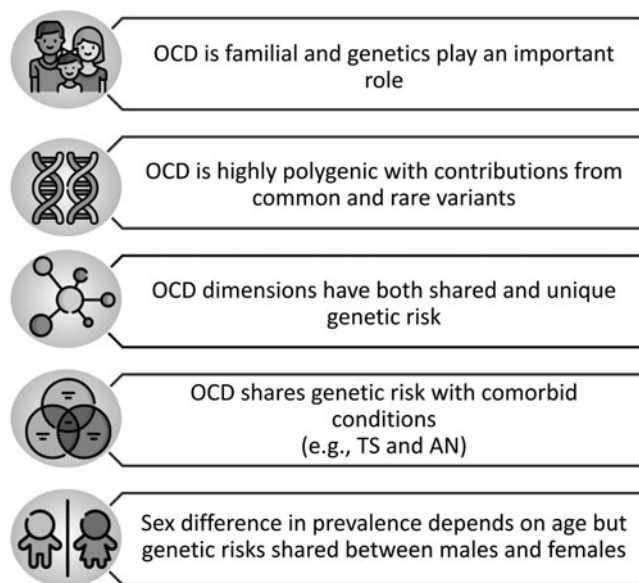 OCD is familial and genetics play an important
role
OCD is highly polygenic with contributions from
common and rare variants
OCD dimensions have both shared and unique
genetic risk
OCD shares genetic risk with comorbid
conditions
(e.g., TS and AN)
Sex difference in prevalence depends on age but
genetic risks shared between males and females